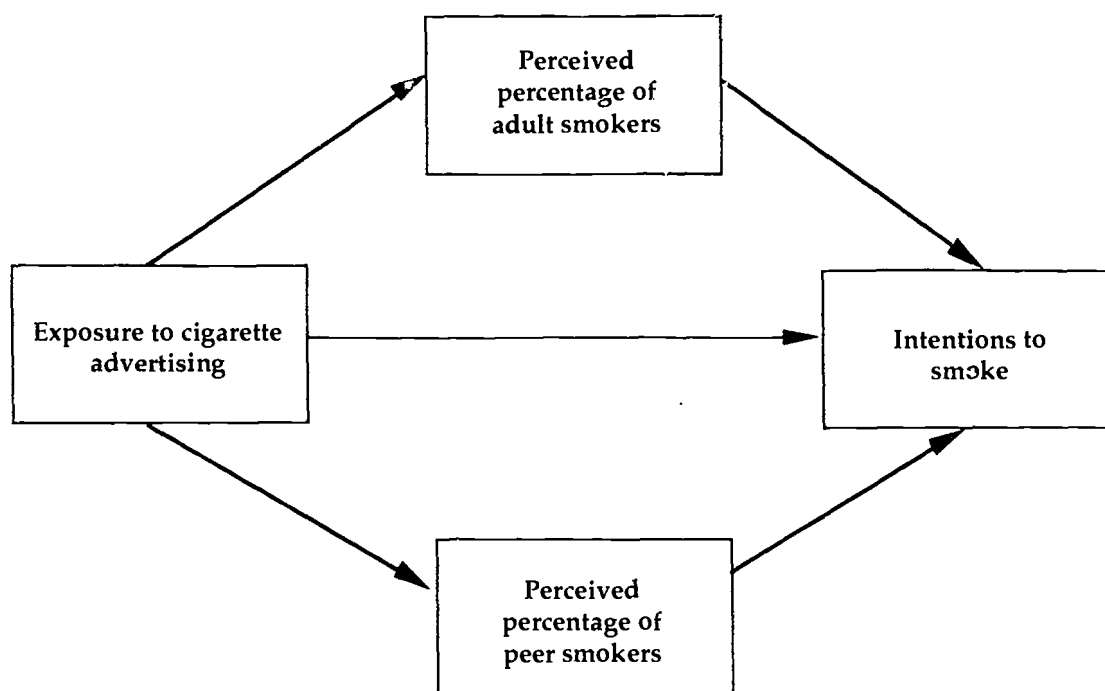 Perceived
percentage of
adult smokers
Exposure to cigarette
advertising
Intentions to
smoke
Perceived
percentage of
peer smokers